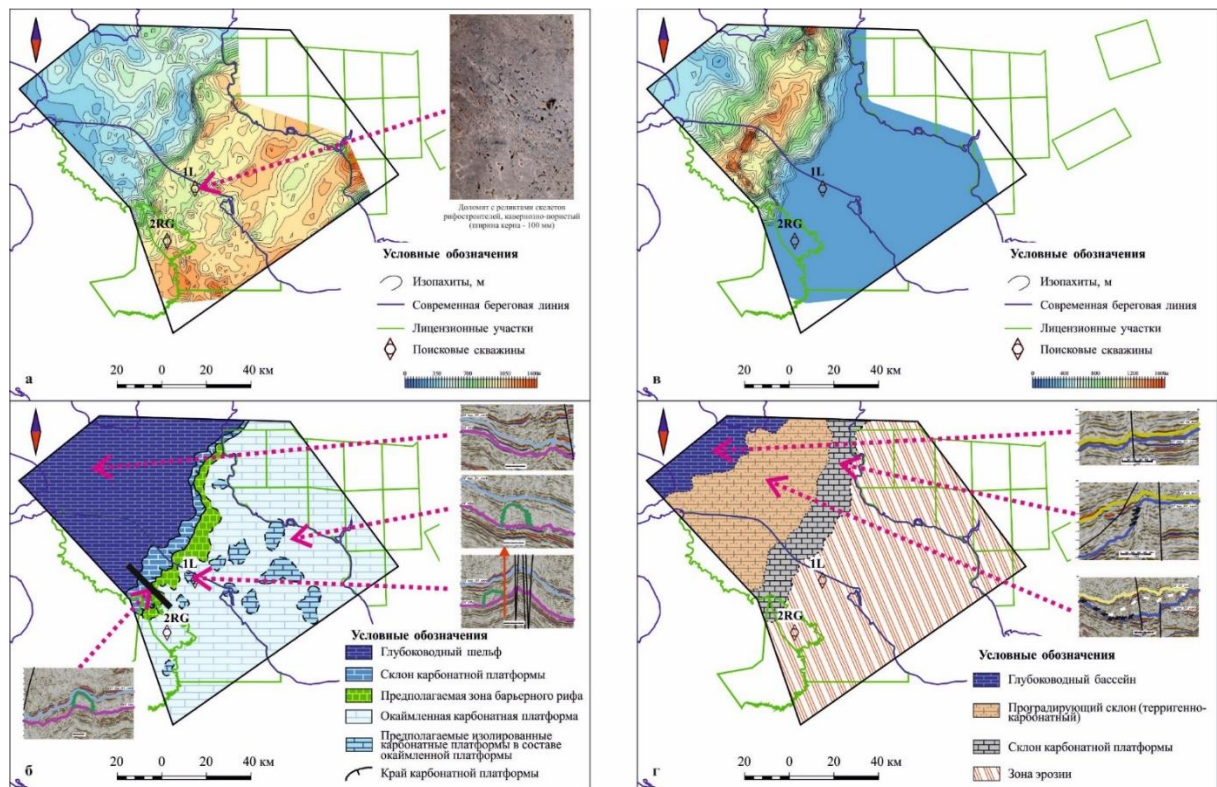 1L
2RG
Доломит с реликтами скелетов
рифостроителей, кавернозно-пористый
(ширина керна - 100 мм)
Условные обозначения
Изопахиты, м
Современная береговая линия
Лицензионные участки
Поисковые скважины
20 0 20 40 км
а
1L
2RG
Условные обозначения
Изопахиты, м
Современная береговая линия
Лицензионные участки
Поисковые скважины
20 0 20 40 км
в
1L
2RG
Условные обозначения
Глубоководный шельф
Склон карбонатной платформы
Предполагаемая зона барьерного рифа
Окаймленная карбонатная платформа
Предполагаемые изолированные
карбонатные платформы в составе
окаймленной платформы
Край карбонатной платформы
20 0 20 40 км
б
1L
2RG
Условные обозначения
Глубоководный бассейн
Проградирующий склон (терригенно-
карбонатный)
Склон карбонатной платформы
Зона эрозии
20 0 20 40 км
г